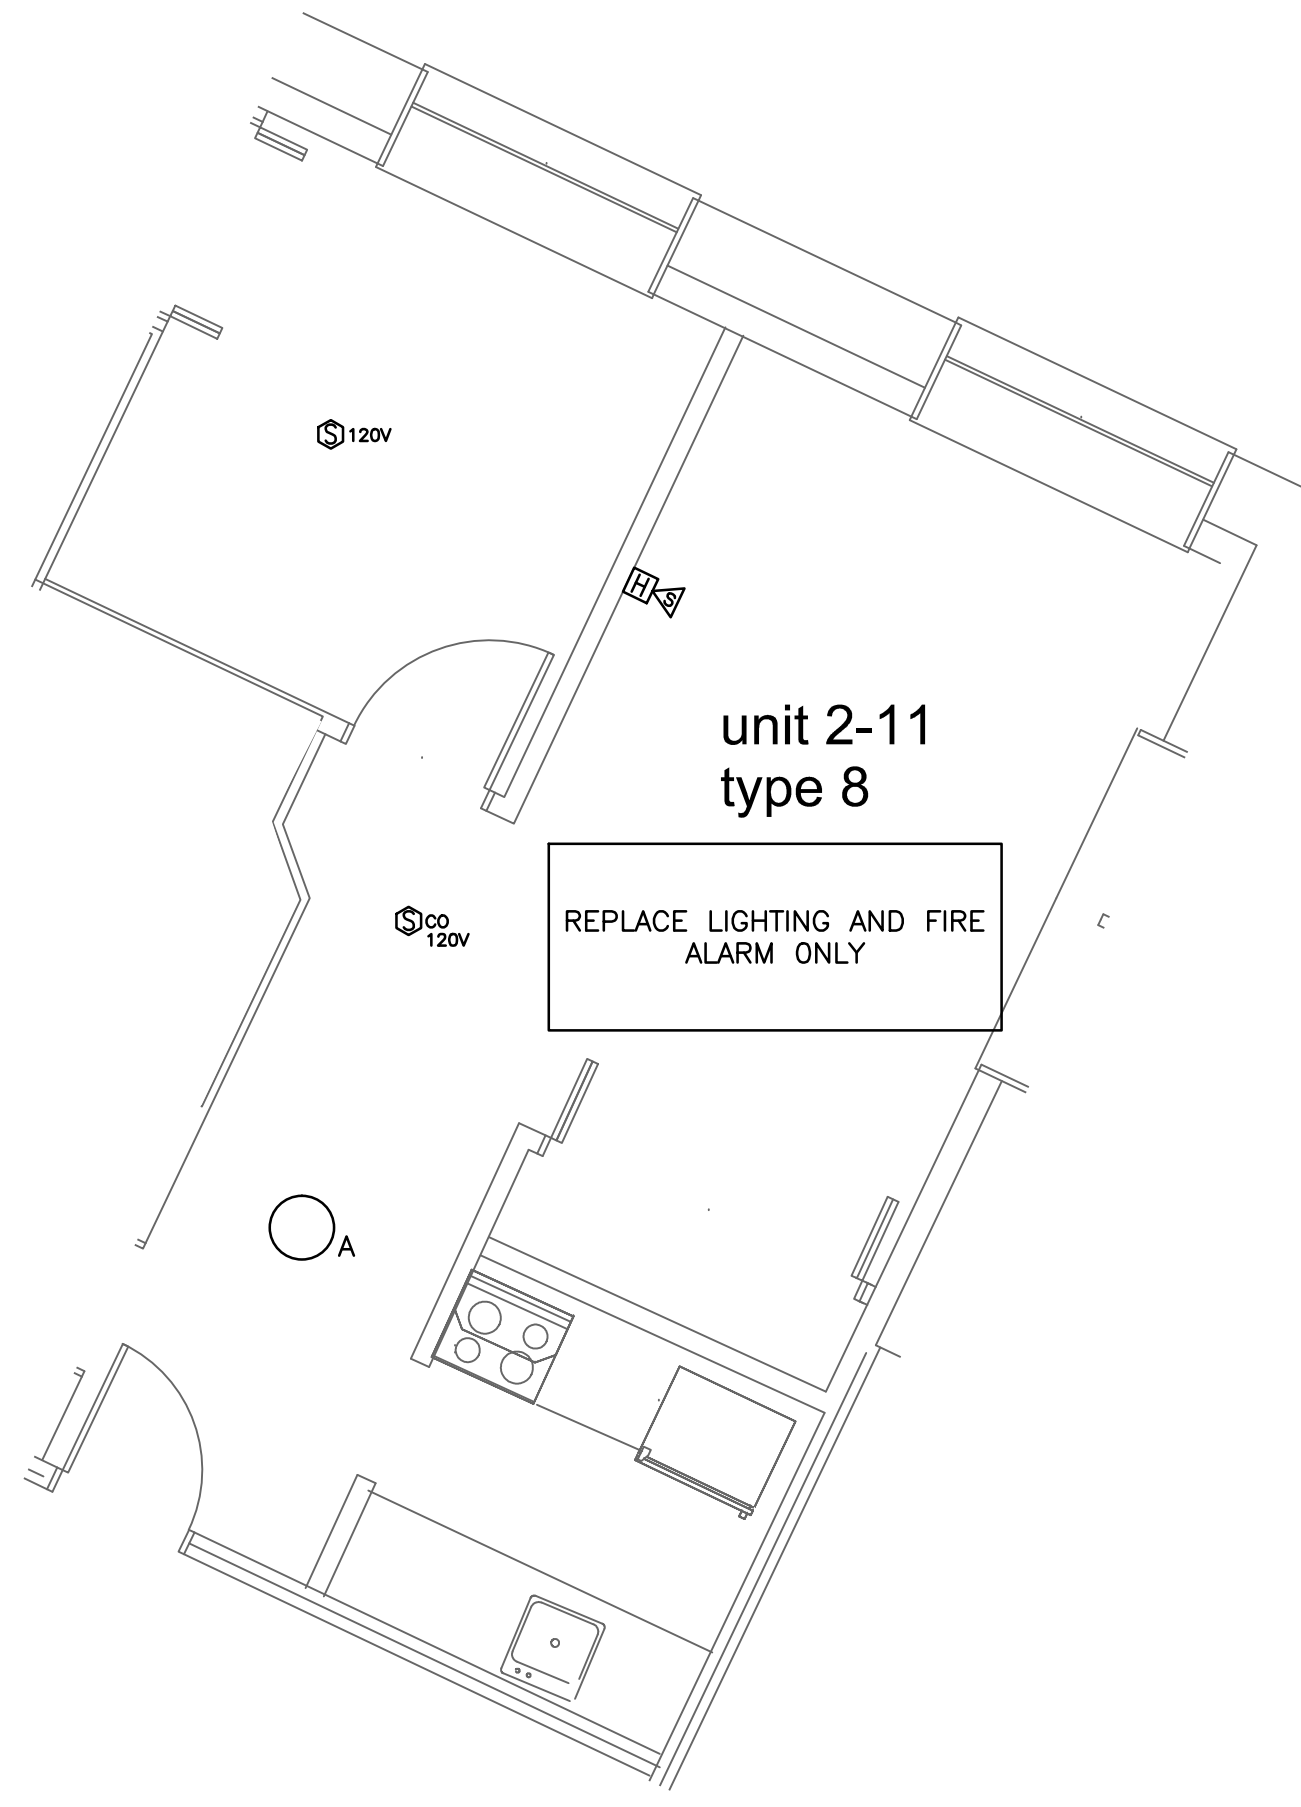 S 120V
H S
unit 2-11
type 8
S CO
120V
REPLACE LIGHTING AND FIRE
ALARM ONLY
A